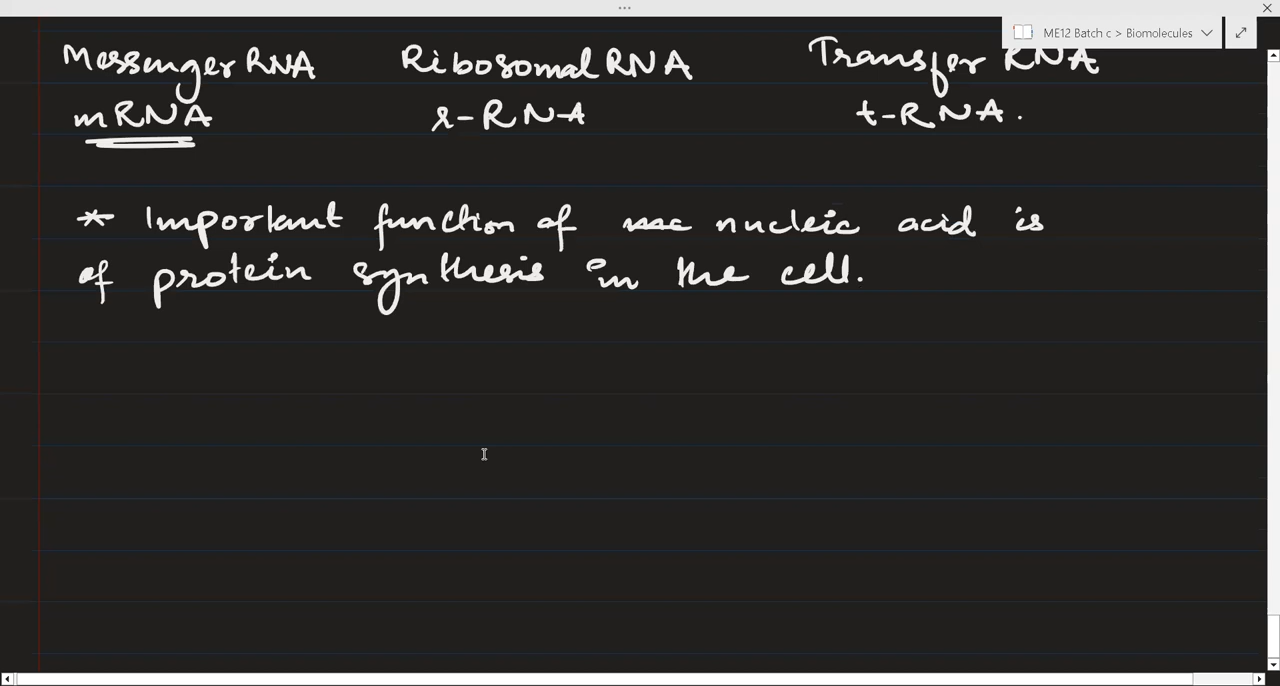 ME12 Batch c > Biomolecules
Messenger RNA Ribosomal RNA Transfer RNA
mRNA r-RNA t-RNA.
* Important function of nucleic acid is
of protein synthesis in the cell.